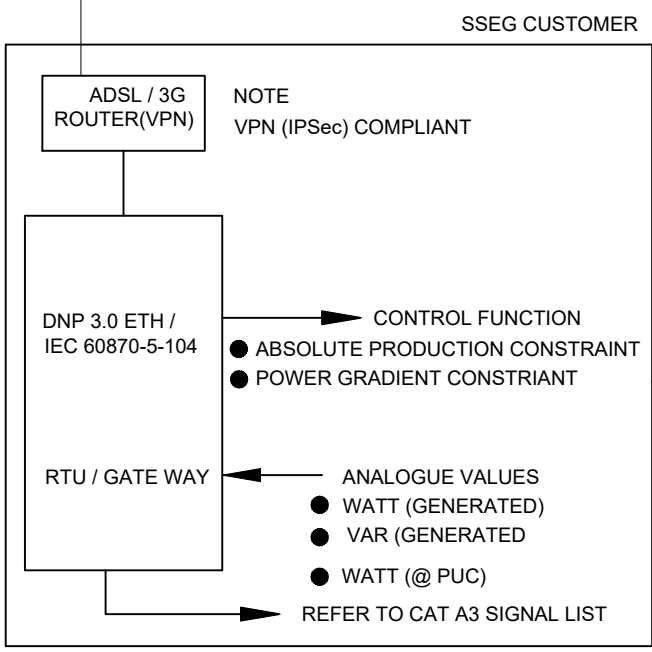 SSEG CUSTOMER
ADSL / 3G
ROUTER(VPN)
NOTE
VPN (IPSec) COMPLIANT
DNP 3.0 ETH /
IEC 60870-5-104
CONTROL FUNCTION
● ABSOLUTE PRODUCTION CONSTRAINT
● POWER GRADIENT CONSTRIANT
RTU / GATE WAY
ANALOGUE VALUES
● WATT (GENERATED)
● VAR (GENERATED
● WATT (@ PUC)
REFER TO CAT A3 SIGNAL LIST